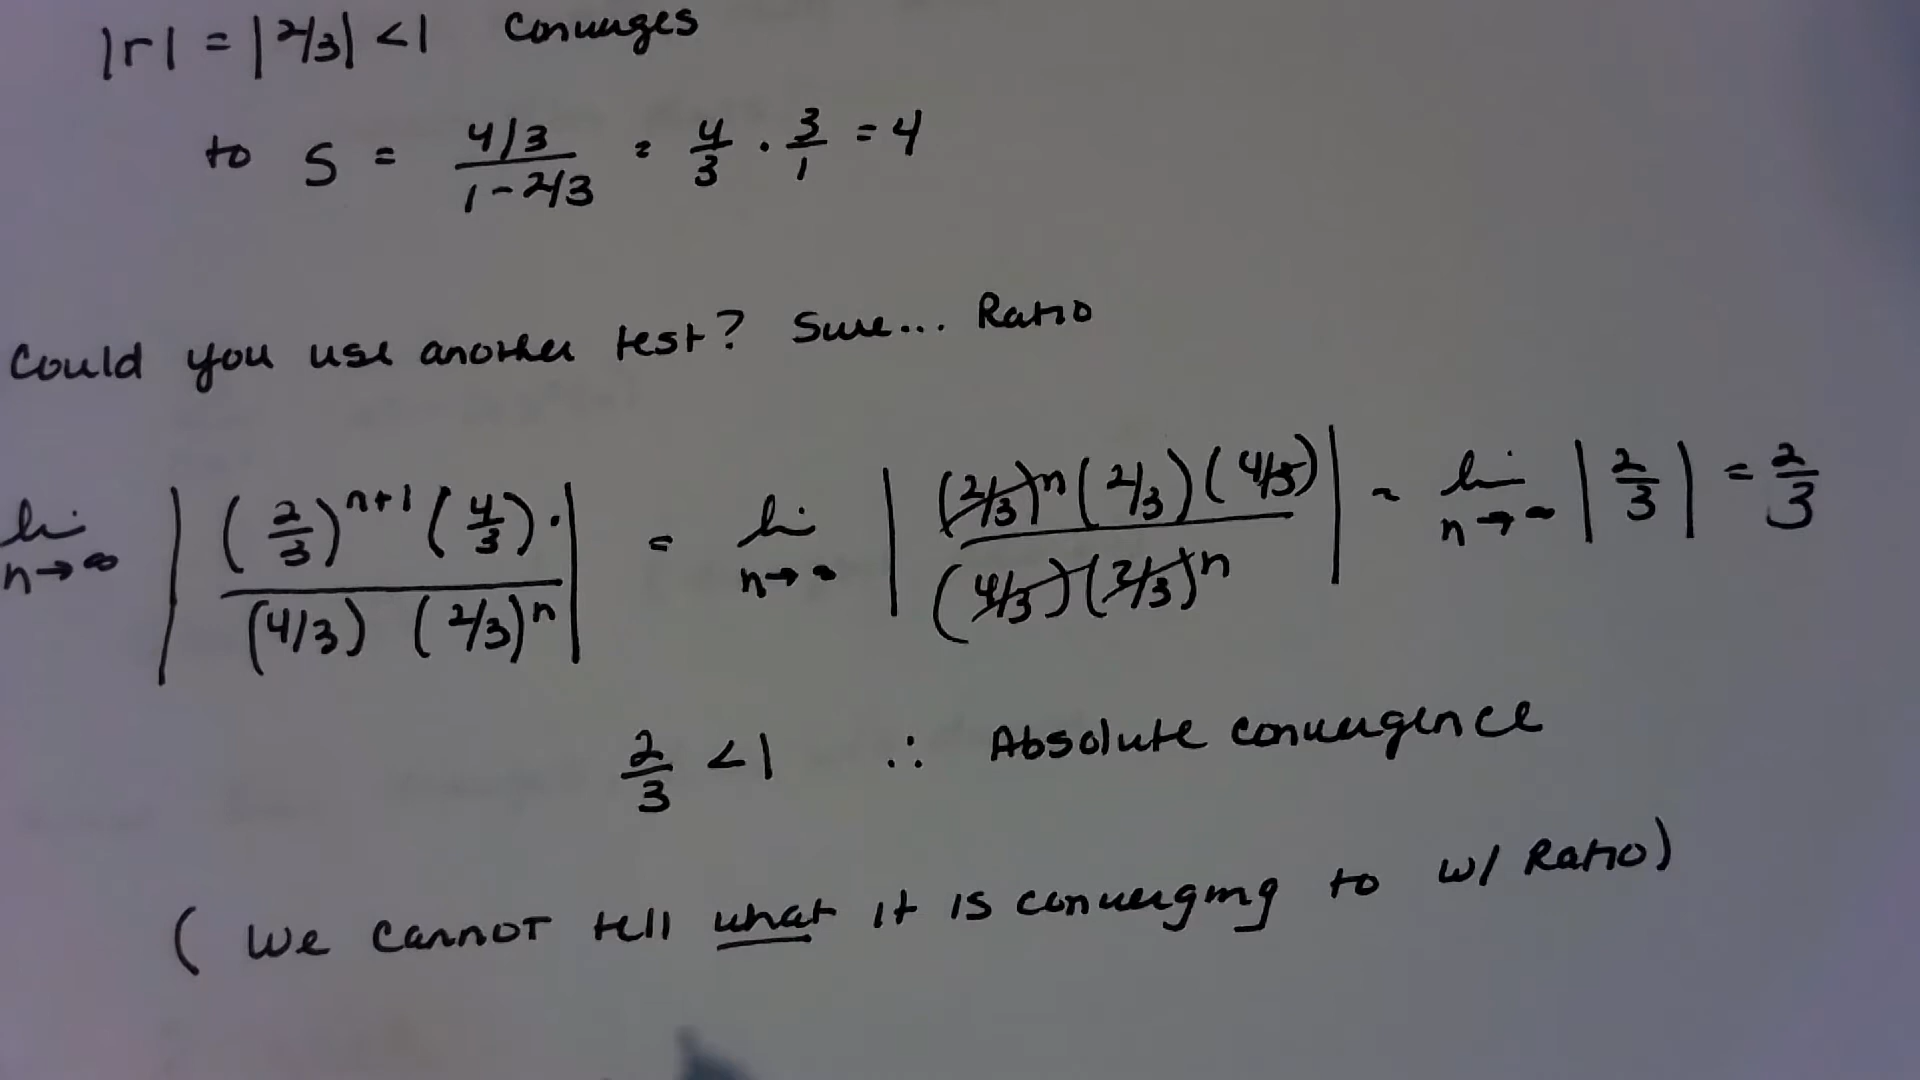 |r| = |2/3| < 1 Converges
to S = (4/3)/(1 - 2/3) = 4/3 · 3/1 = 4
Could you use another test? Sure... Ratio
lim n→∞ |(2/3)^(n+1) (4/3) · / (4/3) (2/3)^n| = lim n→∞ |(2/3)^n (2/3) (4/3) / (4/3) (2/3)^n| = lim n→∞ |2/3| = 2/3
2/3 < 1 ∴ Absolute convergence
(We cannot tell what it is converging to w/ Ratio)